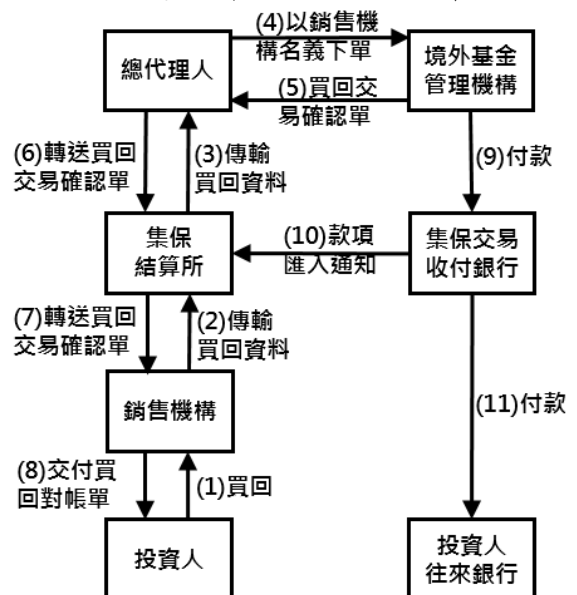 (4)以銷售機
構名義下單
總代理人
境外基金
管理機構
(5)買回交
易確認單
(6)轉送買回
交易確認單
(3)傳輸
買回資料
(9)付款
集保
結算所
(10)款項
匯入通知
集保交易
收付銀行
(7)轉送買回
交易確認單
(2)傳輸
買回資料
銷售機構
(11)付款
(8)交付買
回對帳單
(1)買回
投資人
投資人
往來銀行